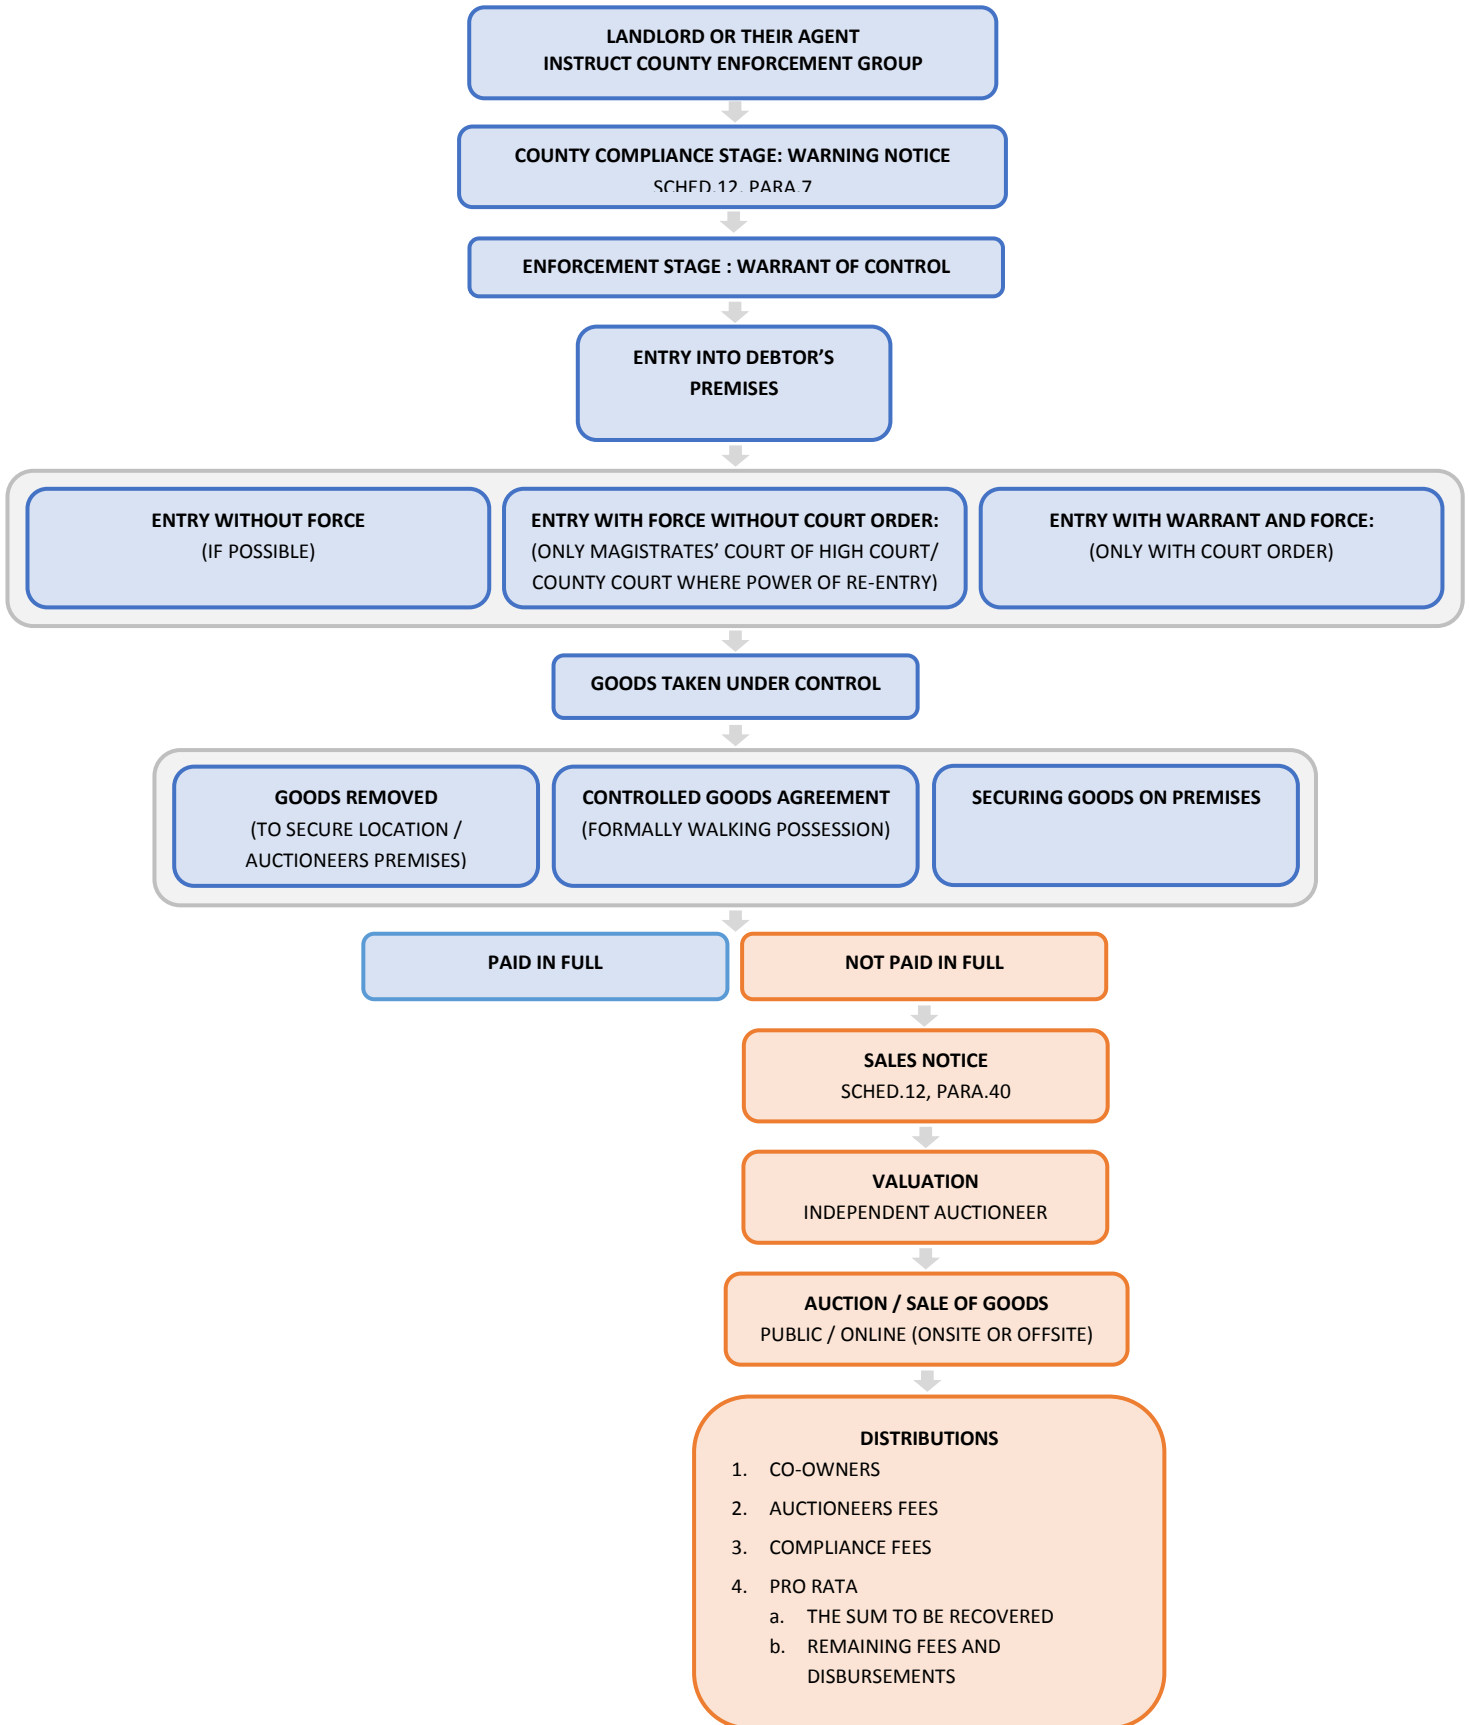 LANDLORD OR THEIR AGENT
INSTRUCT COUNTY ENFORCEMENT GROUP
COUNTY COMPLIANCE STAGE: WARNING NOTICE
SCHED.12, PARA.7
ENFORCEMENT STAGE : WARRANT OF CONTROL
ENTRY INTO DEBTOR’S
PREMISES
ENTRY WITHOUT FORCE
(IF POSSIBLE)
ENTRY WITH FORCE WITHOUT COURT ORDER:
(ONLY MAGISTRATES’ COURT OF HIGH COURT/
COUNTY COURT WHERE POWER OF RE-ENTRY)
ENTRY WITH WARRANT AND FORCE:
(ONLY WITH COURT ORDER)
GOODS TAKEN UNDER CONTROL
GOODS REMOVED
(TO SECURE LOCATION /
AUCTIONEERS PREMISES)
CONTROLLED GOODS AGREEMENT
(FORMALLY WALKING POSSESSION)
SECURING GOODS ON PREMISES
PAID IN FULL
NOT PAID IN FULL
SALES NOTICE
SCHED.12, PARA.40
VALUATION
INDEPENDENT AUCTIONEER
AUCTION / SALE OF GOODS
PUBLIC / ONLINE (ONSITE OR OFFSITE)
DISTRIBUTIONS
1. CO-OWNERS
2. AUCTIONEERS FEES
3. COMPLIANCE FEES
4. PRO RATA
a. THE SUM TO BE RECOVERED
b. REMAINING FEES AND
DISBURSEMENTS